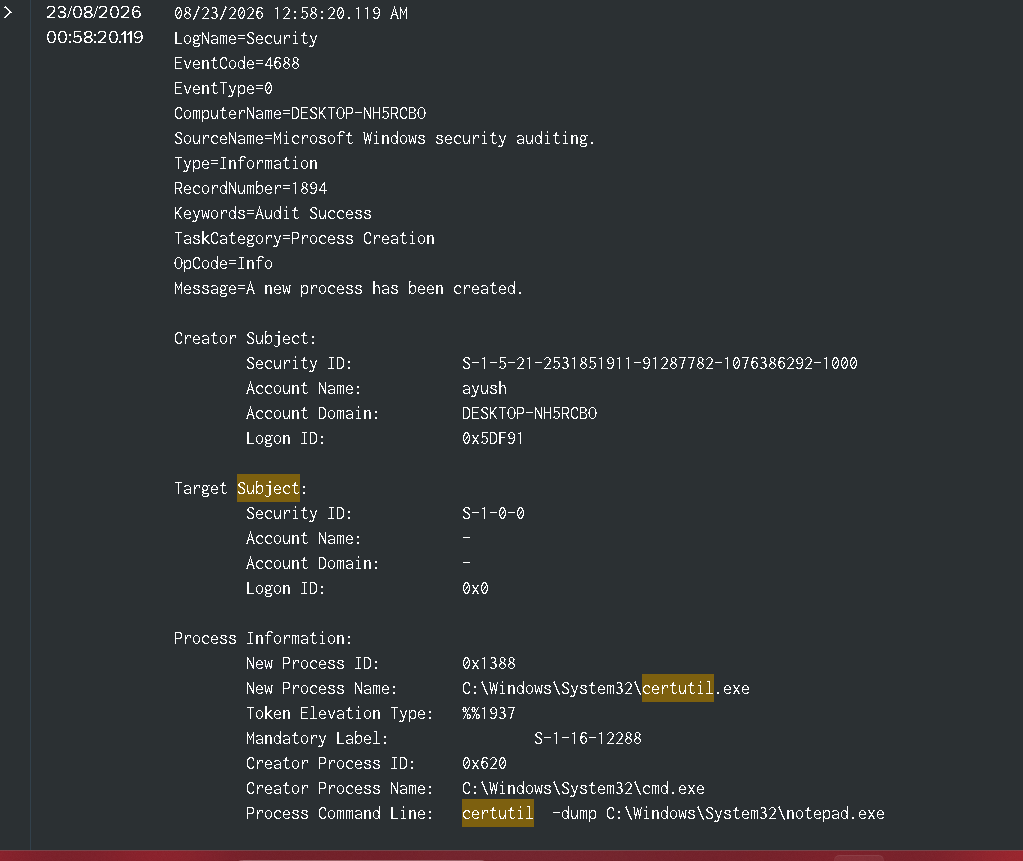 23/08/2026
00:58:20.119
08/23/2026 12:58:20.119 AM
LogName=Security
EventCode=4688
EventType=0
ComputerName=DESKTOP-NH5RCBO
SourceName=Microsoft Windows security auditing.
Type=Information
RecordNumber=1894
Keywords=Audit Success
TaskCategory=Process Creation
OpCode=Info
Message=A new process has been created.

Creator Subject:
Security ID: S-1-5-21-2531851911-91287782-1076386292-1000
Account Name: ayush
Account Domain: DESKTOP-NH5RCBO
Logon ID: 0x5DF91

Target Subject:
Security ID: S-1-0-0
Account Name: -
Account Domain: -
Logon ID: 0x0

Process Information:
New Process ID: 0x1388
New Process Name: C:\Windows\System32\certutil.exe
Token Elevation Type: %%1937
Mandatory Label: S-1-16-12288
Creator Process ID: 0x620
Creator Process Name: C:\Windows\System32\cmd.exe
Process Command Line: certutil  -dump C:\Windows\System32\notepad.exe